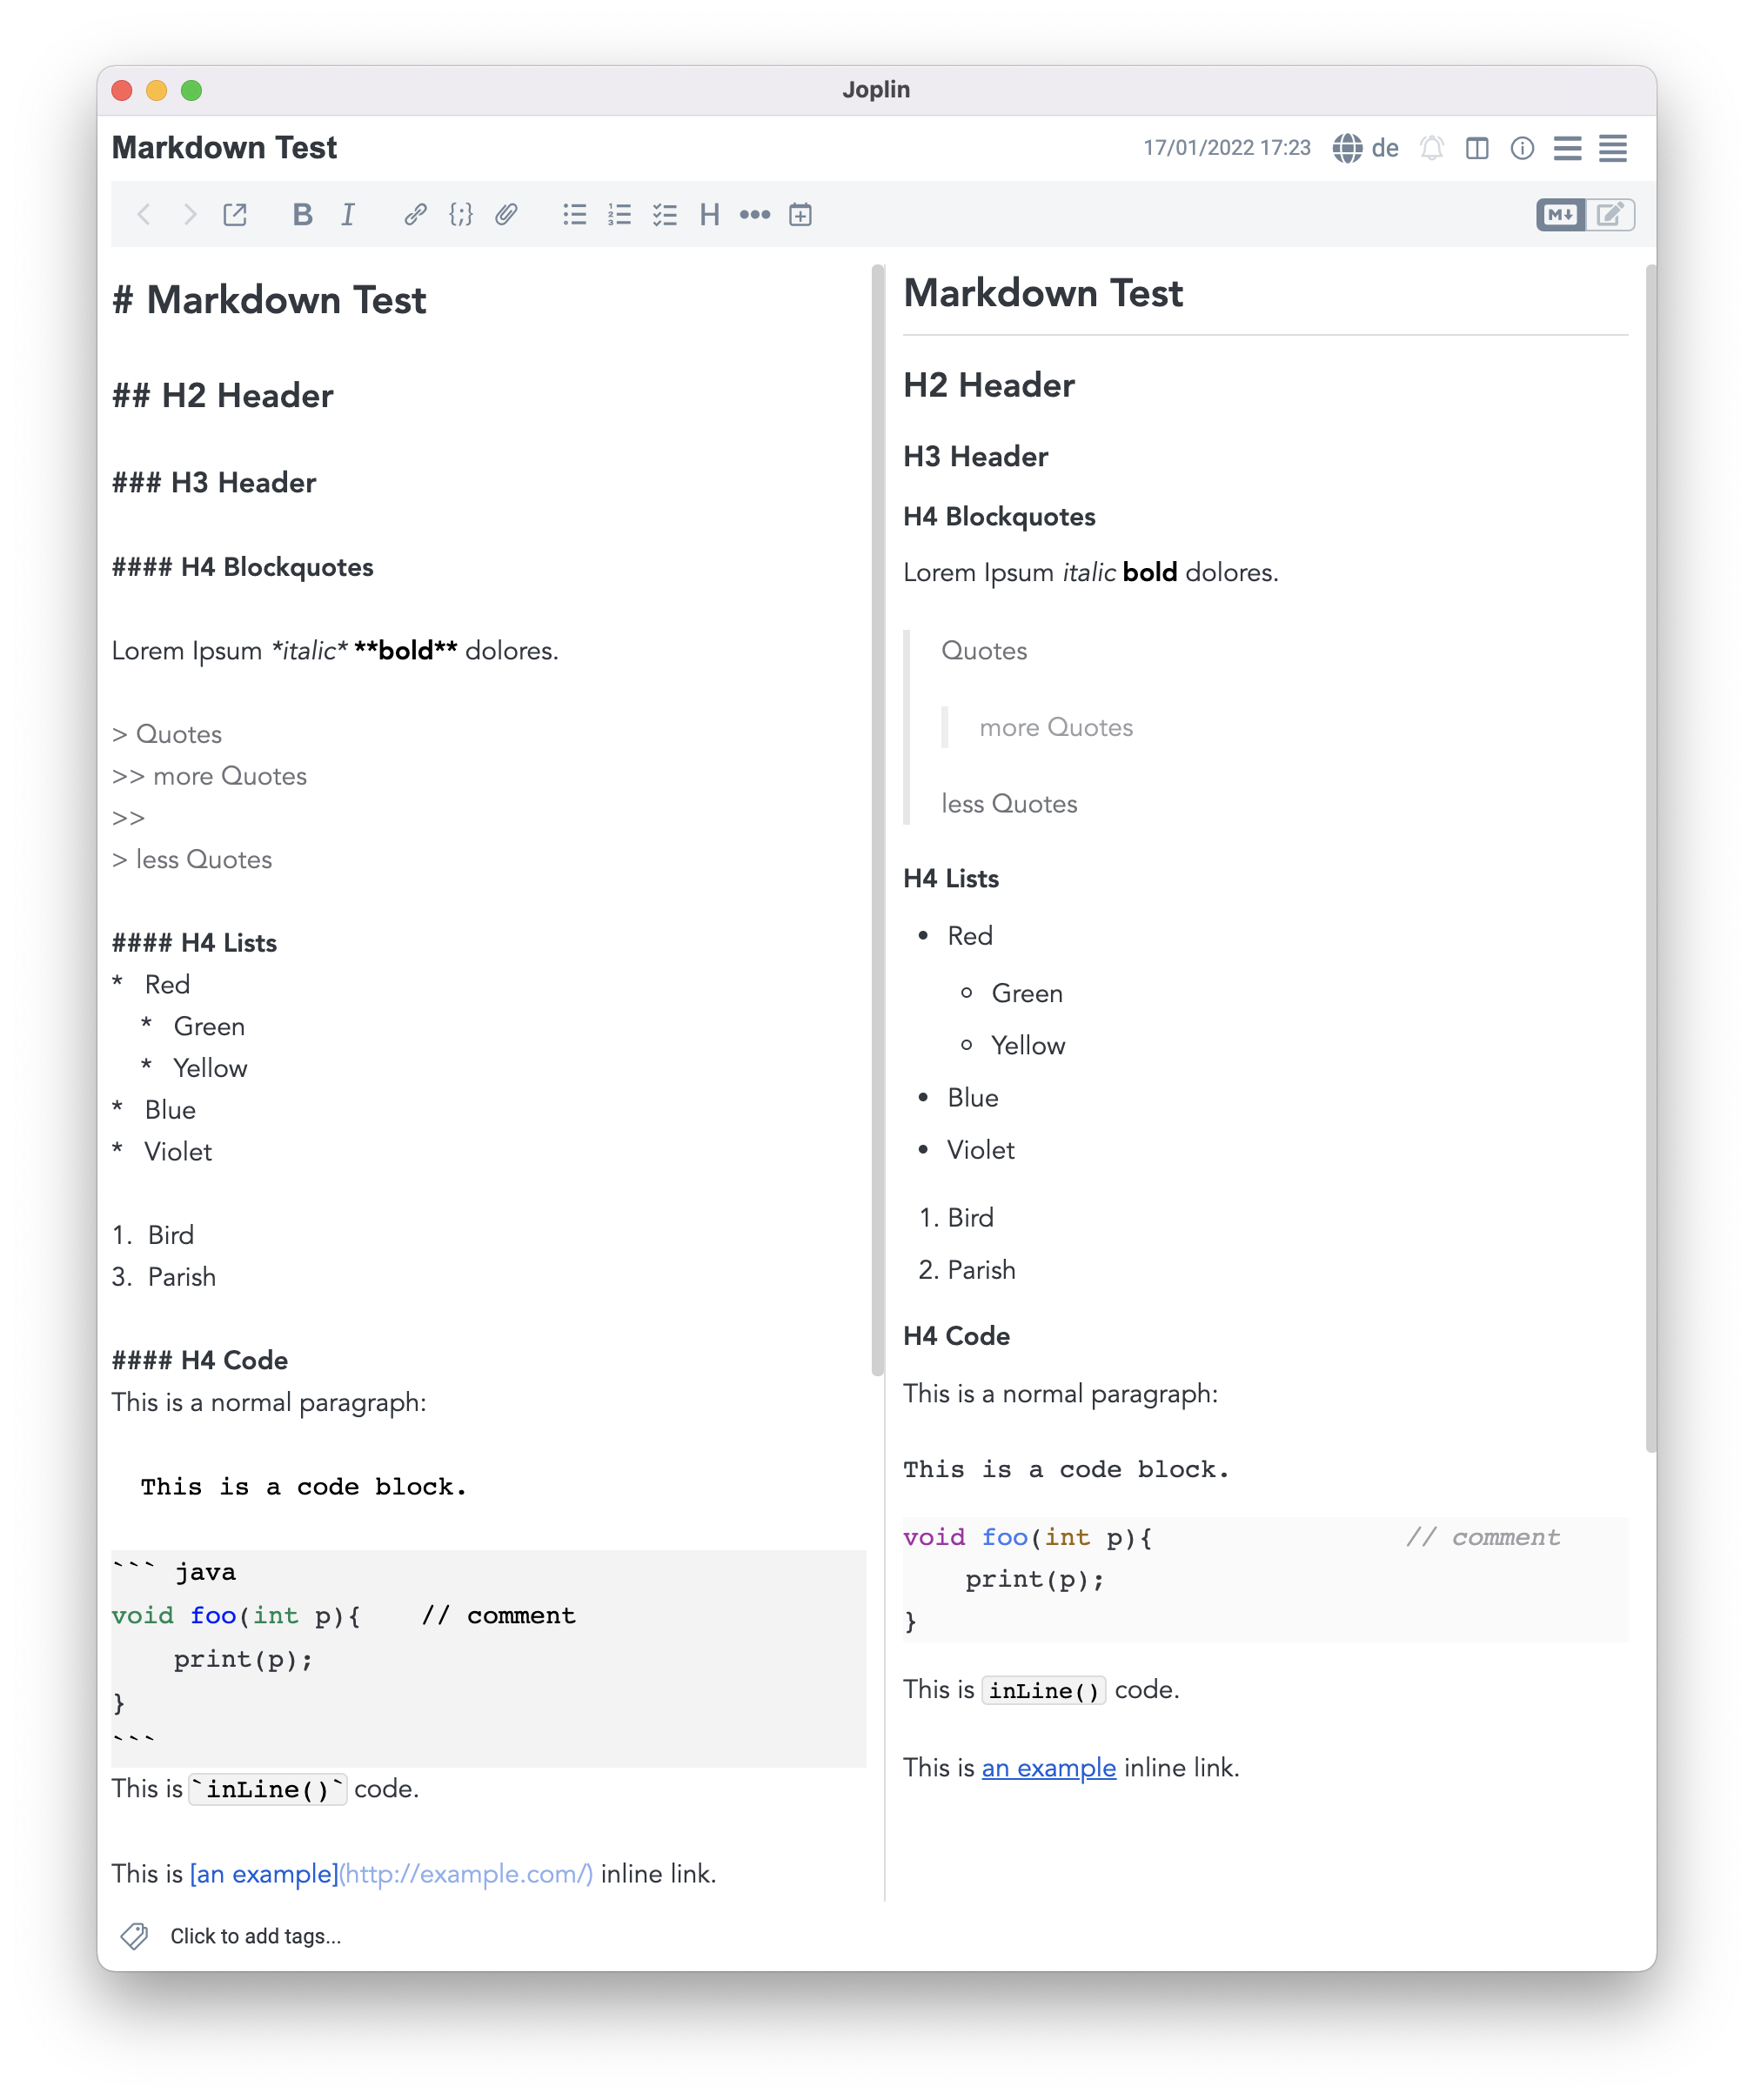 Joplin
Markdown Test
17/01/2022 17:23 de
B I {;} H M↓
# Markdown Test
## H2 Header
### H3 Header
#### H4 Blockquotes
Lorem Ipsum *italic* **bold** dolores.
> Quotes
>> more Quotes
>>
> less Quotes
#### H4 Lists
* Red
* Green
* Yellow
* Blue
* Violet
1. Bird
3. Parish
#### H4 Code
This is a normal paragraph:
This is a code block.
``` java
void foo(int p){    // comment
    print(p);
}
```
This is `inLine()` code.
This is [an example](http://example.com/) inline link.
Markdown Test
H2 Header
H3 Header
H4 Blockquotes
Lorem Ipsum italic bold dolores.
Quotes
more Quotes
less Quotes
H4 Lists
• Red
◦ Green
◦ Yellow
• Blue
• Violet
1. Bird
2. Parish
H4 Code
This is a normal paragraph:
This is a code block.
void foo(int p){                // comment
    print(p);
}
This is inLine() code.
This is an example inline link.
Click to add tags...